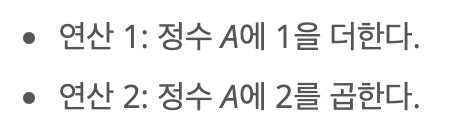 • 연산 1: 정수 A에 1을 더한다.
• 연산 2: 정수 A에 2를 곱한다.